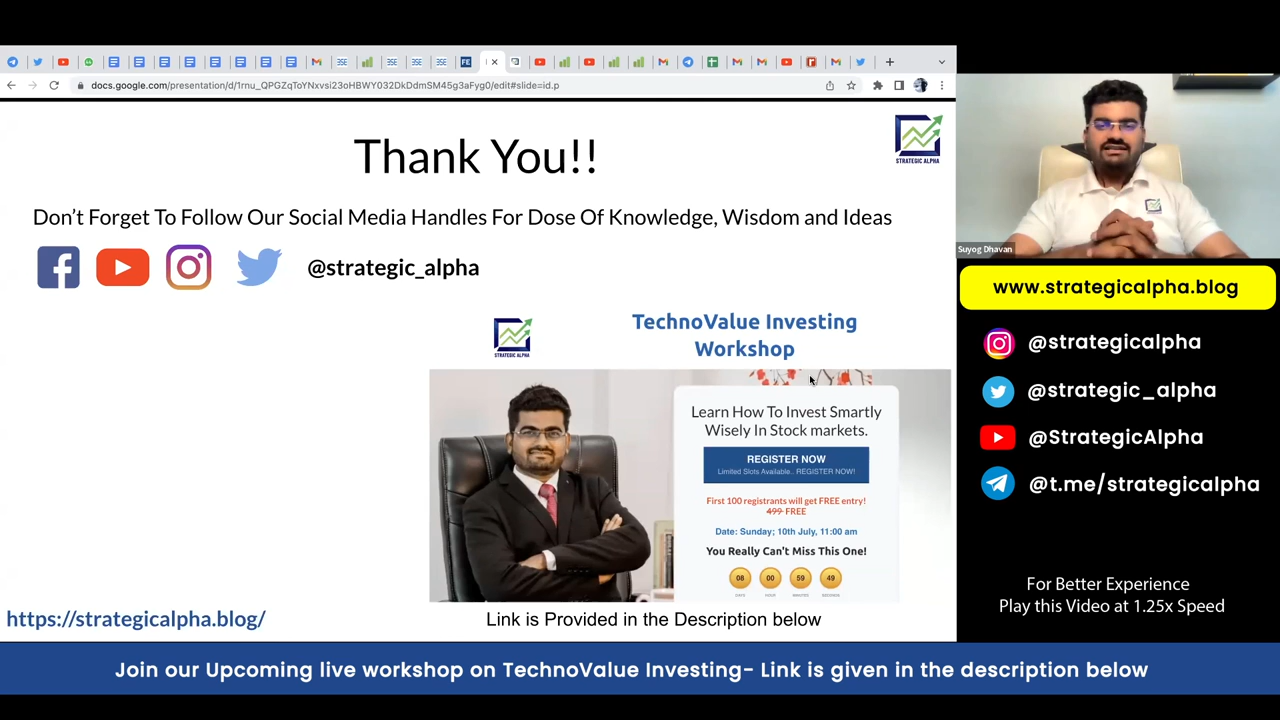 docs.google.com/presentation/d/1rnu_QPGZqToYNxvsi23oHBWY032DkDdmSM45g3aFyg0/edit#slide=id.p
Thank You!!
STRATEGIC ALPHA
Don't Forget To Follow Our Social Media Handles For Dose Of Knowledge, Wisdom and Ideas
@strategic_alpha
STRATEGIC ALPHA
TechnoValue Investing
Workshop
Learn How To Invest Smartly
Wisely In Stock markets.
REGISTER NOW
Limited Slots Available.. REGISTER NOW!
First 100 registrants will get FREE entry!
499 FREE
Date: Sunday; 10th July, 11:00 am
You Really Can't Miss This One!
08 00 59 49
https://strategicalpha.blog/
Link is Provided in the Description below
Suyog Dhavan
www.strategicalpha.blog
@strategicalpha
@strategic_alpha
@StrategicAlpha
@t.me/strategicalpha
For Better Experience
Play this Video at 1.25x Speed
Join our Upcoming live workshop on TechnoValue Investing- Link is given in the description below